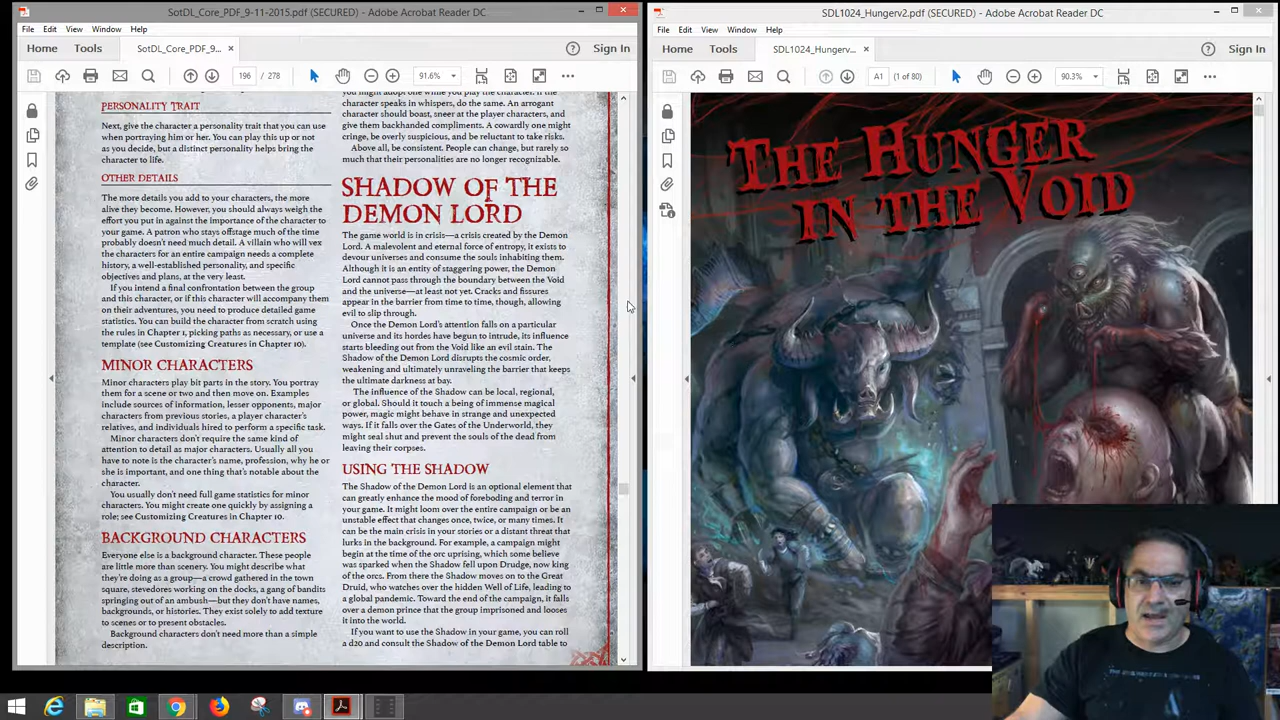 SotDL_Core_PDF_9-11-2015.pdf (SECURED) - Adobe Acrobat Reader DC
File Edit View Window Help
Home Tools SotDL_Core_PDF_9... × Sign In
196 / 278 91.6%
PERSONALITY TRAIT
Next, give the character a personality trait that you can use
when portraying him or her. You can play this up or not
as you decide, but a distinct personality helps bring the
character to life.
OTHER DETAILS
The more details you add to your characters, the more
alive they become. However, you should always weigh the
effort you put in against the importance of the character to
your game. A patron who stays offstage much of the time
probably doesn't need much detail. A villain who will vex
the characters for an entire campaign needs a complete
history, a well-established personality, and specific
objectives and plans, at the very least.
If you intend a final confrontation between the group
and this character, or if this character will accompany them
on their adventures, you need to produce detailed game
statistics. You can build the character from scratch using
the rules in Chapter 1, picking paths as necessary, or use a
template (see Customizing Creatures in Chapter 10).
MINOR CHARACTERS
Minor characters play bit parts in the story. You portray
them for a scene or two and then move on. Examples
include sources of information, lesser opponents, major
characters from previous stories, a player character's
relatives, and individuals hired to perform a specific task.
Minor characters don't require the same kind of
attention to detail as major characters. Usually all you
have to note is the character's name, profession, why he or
she is important, and one thing that's notable about the
character.
You usually don't need full game statistics for minor
characters. You might create one quickly by assigning a
role; see Customizing Creatures in Chapter 10.
BACKGROUND CHARACTERS
Everyone else is a background character. These people
are little more than scenery. You might describe what
they're doing as a group—a crowd gathered in the town
square, stevedores working on the docks, a gang of bandits
springing out of an ambush—but they don't have names,
backgrounds, or histories. They exist solely to add texture
to scenes or to present obstacles.
Background characters don't need more than a simple
description.
you might adopt one while you play the character. If the
character speaks in whispers, do the same. An arrogant
character should boast, sneer at the player characters, and
give them backhanded compliments. A cowardly one might
cringe, be overly suspicious, and be reluctant to take risks.
Above all, be consistent. People can change, but rarely so
much that their personalities are no longer recognizable.
SHADOW OF THE
DEMON LORD
The game world is in crisis—a crisis created by the Demon
Lord. A malevolent and eternal force of entropy, it exists to
devour universes and consume the souls inhabiting them.
Although it is an entity of staggering power, the Demon
Lord cannot pass through the boundary between the Void
and the universe—at least not yet. Cracks and fissures
appear in the barrier from time to time, though, allowing
evil to slip through.
Once the Demon Lord's attention falls on a particular
universe and its hordes have begun to intrude, its influence
starts bleeding out from the Void like an evil stain. The
Shadow of the Demon Lord disrupts the cosmic order,
weakening and ultimately unraveling the barrier that keeps
the ultimate darkness at bay.
The influence of the Shadow can be local, regional,
or global. Should it touch a being of immense magical
power, magic might behave in strange and unexpected
ways. If it falls over the Gates of the Underworld, they
might seal shut and prevent the souls of the dead from
leaving their corpses.
USING THE SHADOW
The Shadow of the Demon Lord is an optional element that
can greatly enhance the mood of foreboding and terror in
your game. It might loom over the entire campaign or be an
unstable effect that changes once, twice, or many times. It
can be the main crisis in your stories or a distant threat that
lurks in the background. For example, a campaign might
begin at the time of the orc uprising, which some believe
was sparked when the Shadow fell upon Drudge, now king
of the orcs. From there the Shadow moves on to the Great
Druid, who watches over the hidden Well of Life, leading to
a global pandemic. Toward the end of the campaign, it falls
over a demon prince that the group imprisoned and looses
it into the world.
If you want to use the Shadow in your game, you can roll
a d20 and consult the Shadow of the Demon Lord table to
SDL1024_Hungerv2.pdf (SECURED) - Adobe Acrobat Reader DC
File Edit View Window Help
Home Tools SDL1024_Hungerv... × Sign In
A1 (1 of 80) 90.3%
THE HUNGER
IN THE VOID